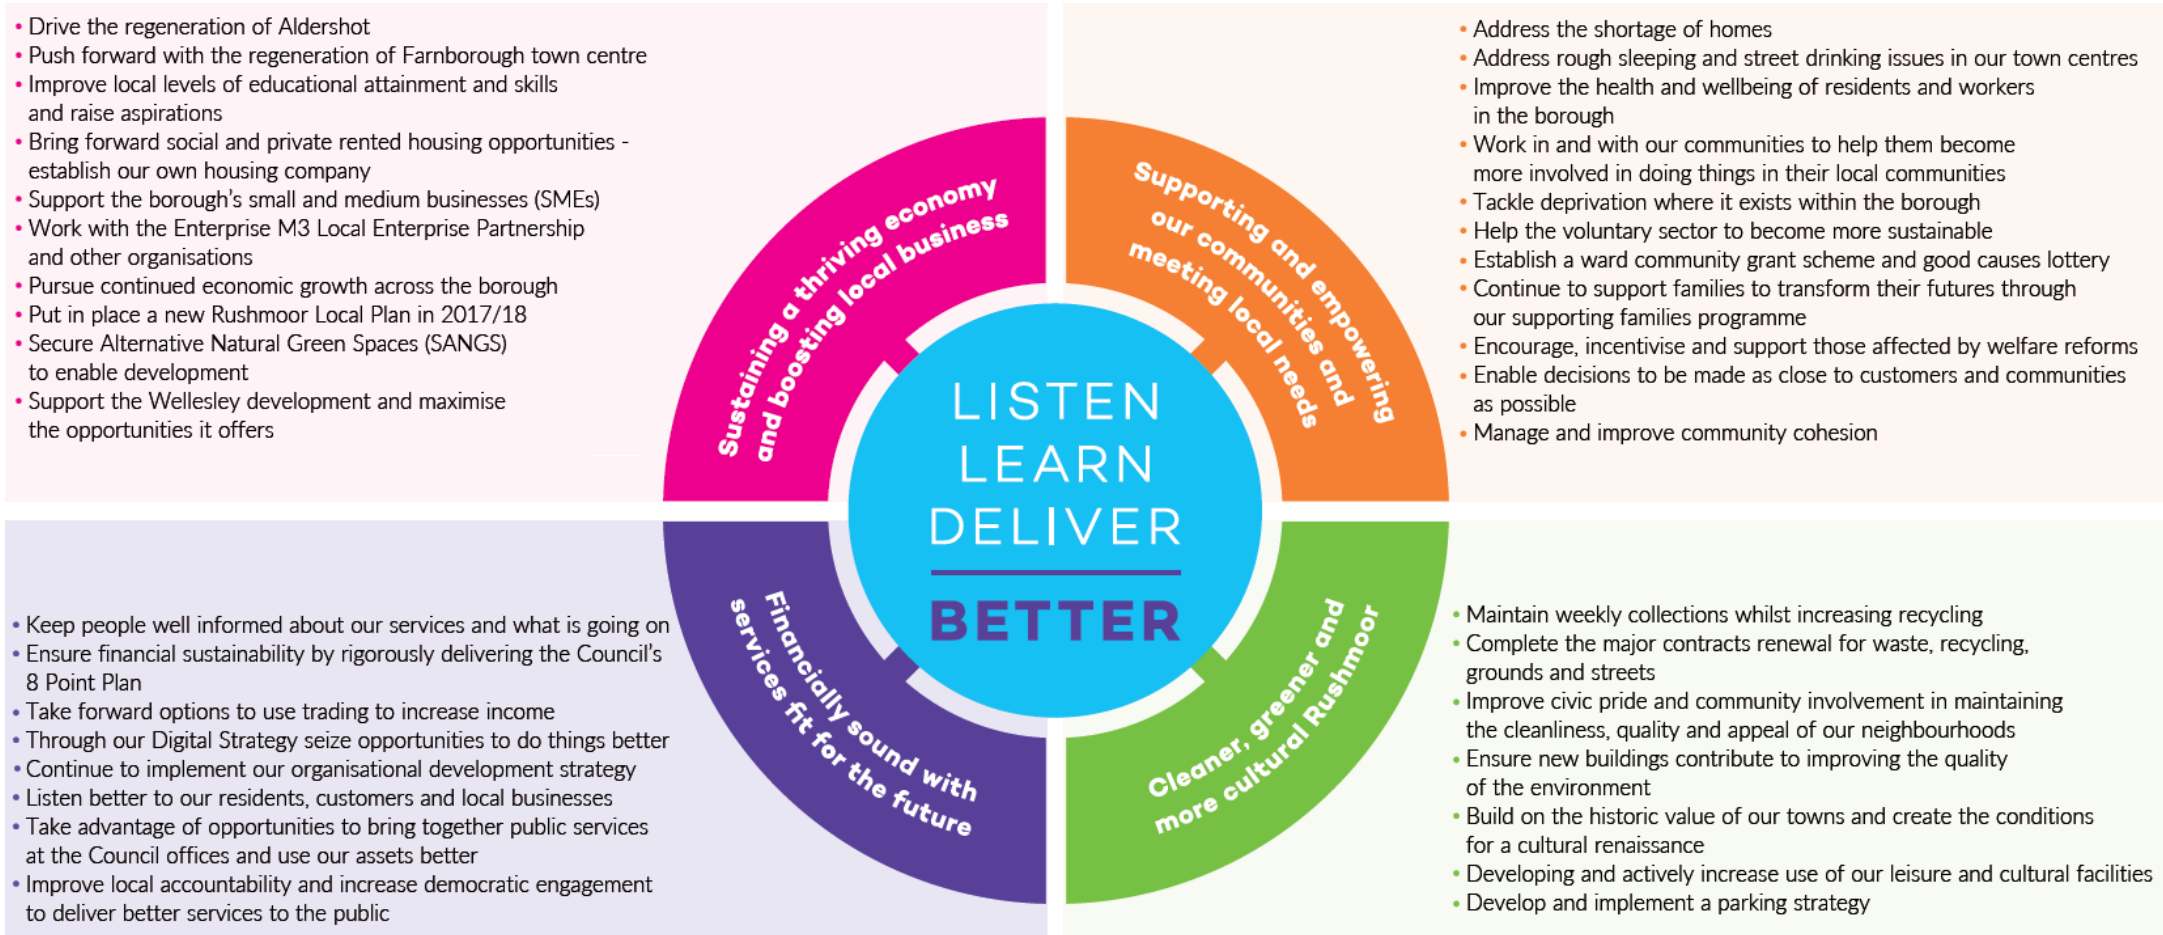 • Drive the regeneration of Aldershot
• Push forward with the regeneration of Farnborough town centre
• Improve local levels of educational attainment and skills
and raise aspirations
• Bring forward social and private rented housing opportunities -
establish our own housing company
• Support the borough's small and medium businesses (SMEs)
• Work with the Enterprise M3 Local Enterprise Partnership
and other organisations
• Pursue continued economic growth across the borough
• Put in place a new Rushmoor Local Plan in 2017/18
• Secure Alternative Natural Green Spaces (SANGS)
to enable development
• Support the Wellesley development and maximise
the opportunities it offers
Sustaining a thriving economy
and boosting local business
Supporting and empowering
our communities and
meeting local needs
• Address the shortage of homes
• Address rough sleeping and street drinking issues in our town centres
• Improve the health and wellbeing of residents and workers
in the borough
• Work in and with our communities to help them become
more involved in doing things in their local communities
• Tackle deprivation where it exists within the borough
• Help the voluntary sector to become more sustainable
• Establish a ward community grant scheme and good causes lottery
• Continue to support families to transform their futures through
our supporting families programme
• Encourage, incentivise and support those affected by welfare reforms
• Enable decisions to be made as close to customers and communities
as possible
• Manage and improve community cohesion
LISTEN
LEARN
DELIVER
BETTER
• Keep people well informed about our services and what is going on
• Ensure financial sustainability by rigorously delivering the Council's
8 Point Plan
• Take forward options to use trading to increase income
• Through our Digital Strategy seize opportunities to do things better
• Continue to implement our organisational development strategy
• Listen better to our residents, customers and local businesses
• Take advantage of opportunities to bring together public services
at the Council offices and use our assets better
• Improve local accountability and increase democratic engagement
to deliver better services to the public
Financially sound with
services fit for the future
Cleaner, greener and
more cultural Rushmoor
• Maintain weekly collections whilst increasing recycling
• Complete the major contracts renewal for waste, recycling,
grounds and streets
• Improve civic pride and community involvement in maintaining
the cleanliness, quality and appeal of our neighbourhoods
• Ensure new buildings contribute to improving the quality
of the environment
• Build on the historic value of our towns and create the conditions
for a cultural renaissance
• Developing and actively increase use of our leisure and cultural facilities
• Develop and implement a parking strategy